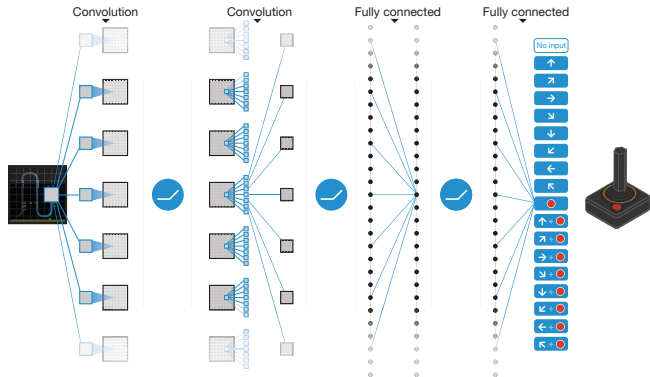 Convolution
Convolution
Fully connected
Fully connected
No input
+
+
+
+
+
+
+
+